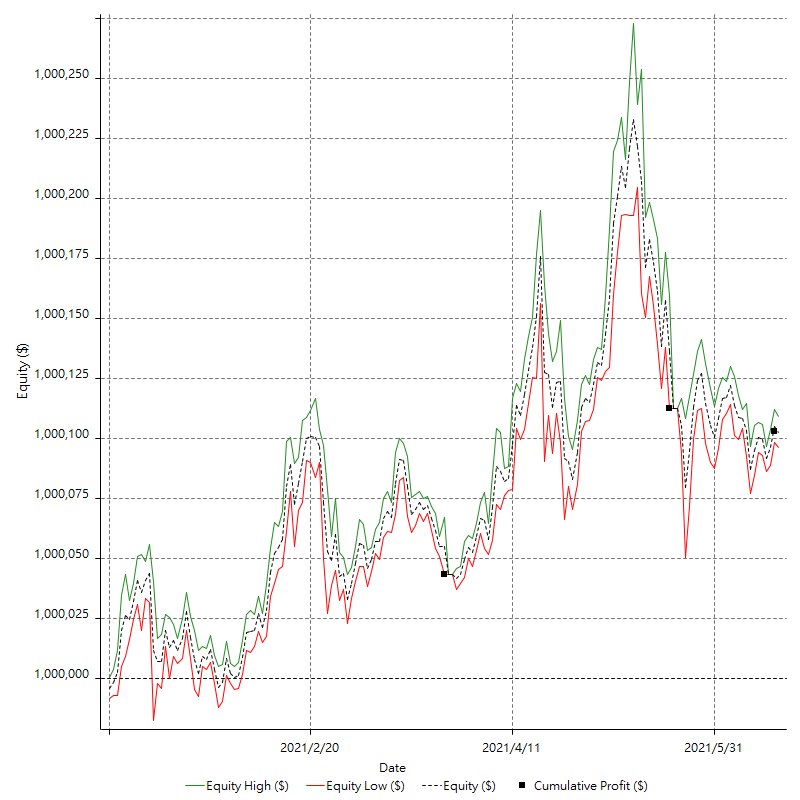 1,000,250
1,000,225
1,000,200
1,000,175
1,000,150
1,000,125
1,000,100
1,000,075
1,000,050
1,000,025
1,000,000
Equity ($)
2021/2/20 2021/4/11 2021/5/31
Date
Equity High ($) Equity Low ($) Equity ($) Cumulative Profit ($)